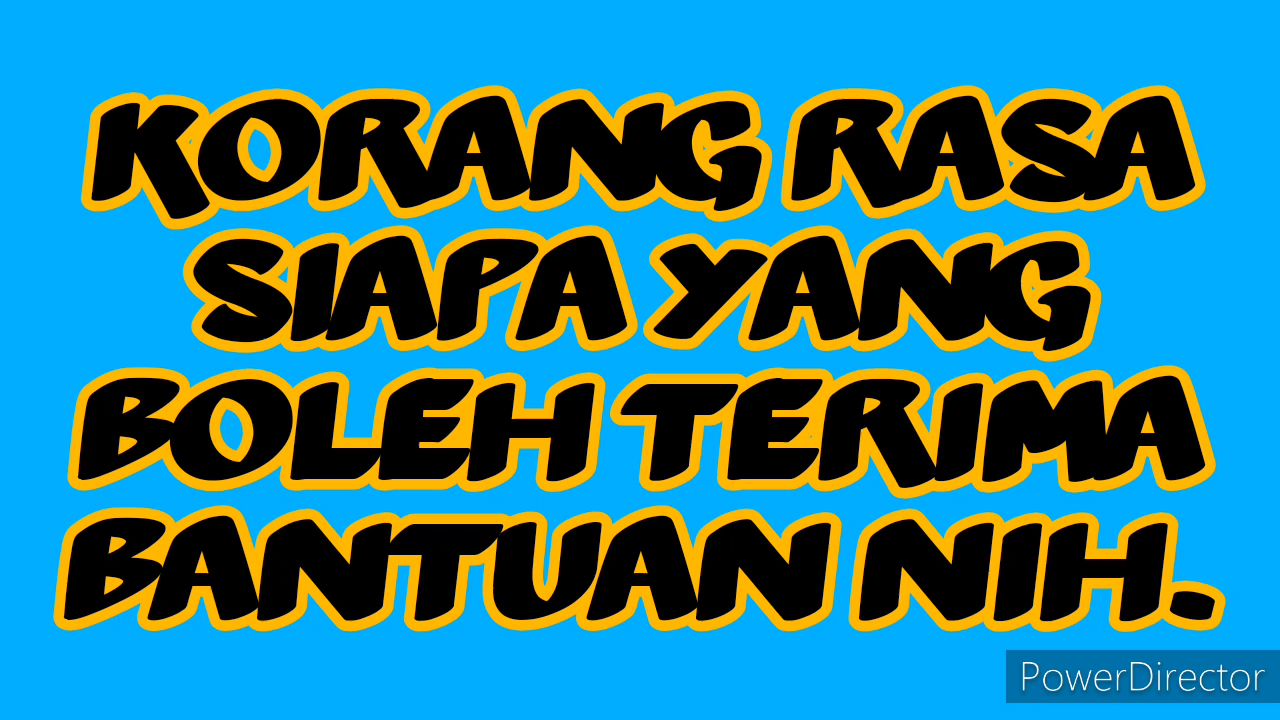 KORANG RASA
SIAPA YANG
BOLEH TERIMA
BANTUAN NIH.
PowerDirector